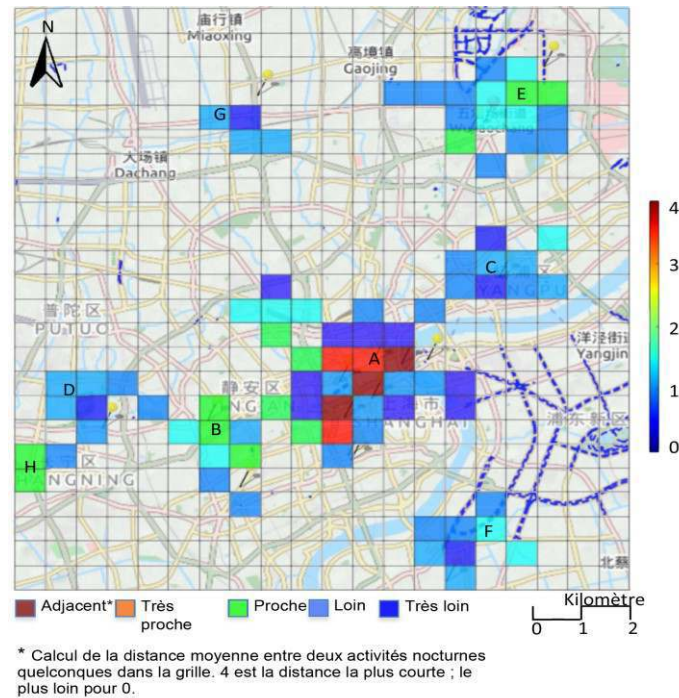 N
庙行镇
Miaoxing
高境镇
Gaojing
E
G
大场镇
Dachang
C
YANGPU
普陀区
PUTUO
洋泾街道
Yangjin
A
D
静安区
B
上海市
SHANGHAI
浦东新区
H
F
北蔡
4
3
2
1
0
Adjacent*
Très
proche
Proche
Loin
Très loin
Kilomètre
0 1 2
* Calcul de la distance moyenne entre deux activités nocturnes
quelconques dans la grille. 4 est la distance la plus courte ; le
plus loin pour 0.